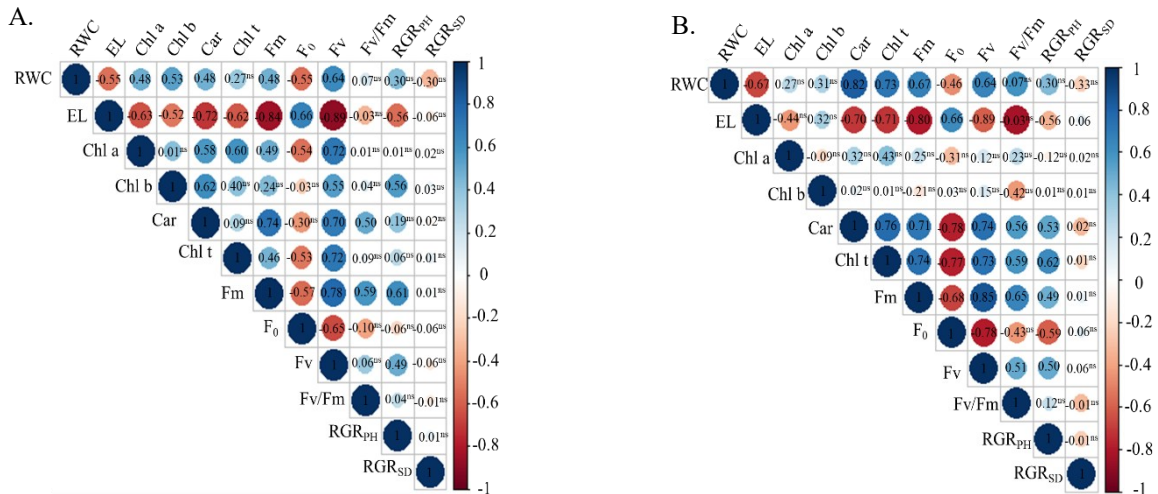 A.
RWC EL Chl a Chl b Car Chl t Fm F₀ Fv Fv/Fm RGR_PH RGR_SD
RWC 1 -0.55 0.48 0.53 0.48 0.27ns 0.48 -0.55 0.64 0.07ns 0.30ns -0.30ns
EL 1 -0.63 -0.52 -0.72 -0.62 -0.84 0.66 -0.89 -0.03ns -0.56 -0.06ns
Chl a 1 0.01ns 0.58 0.60 0.49 -0.54 0.72 0.01ns 0.01ns 0.02ns
Chl b 1 0.62 0.40ns 0.24ns -0.03ns 0.55 0.04ns 0.56 0.03ns
Car 1 0.09ns 0.74 -0.30ns 0.70 0.50 0.19ns 0.02ns
Chl t 1 0.46 -0.53 0.72 0.09ns 0.06ns 0.01ns
Fm 1 -0.57 0.78 0.59 0.61 0.01ns
F₀ 1 -0.65 -0.10ns -0.06ns -0.06ns
Fv 1 0.06ns 0.49 -0.06ns
Fv/Fm 1 0.04ns -0.01ns
RGR_PH 1 0.01ns
RGR_SD 1
1
0.8
0.6
0.4
0.2
0
-0.2
-0.4
-0.6
-0.8
-1
B.
RWC EL Chl a Chl b Car Chl t Fm F₀ Fv Fv/Fm RGR_PH RGR_SD
RWC 1 -0.67 0.27ns 0.31ns 0.82 0.73 0.67 -0.46 0.64 0.07ns 0.30ns -0.33ns
EL 1 -0.44ns 0.32ns -0.70 -0.71 -0.80 0.66 -0.89 -0.03ns -0.56 0.06
Chl a 1 -0.09ns 0.32ns 0.43ns 0.25ns -0.31ns 0.12ns 0.23ns -0.12ns 0.02ns
Chl b 1 0.02ns 0.01ns -0.21ns 0.03ns 0.15ns -0.42ns 0.01ns 0.01ns
Car 1 0.76 0.71 -0.78 0.74 0.56 0.53 0.02ns
Chl t 1 0.74 -0.77 0.73 0.59 0.62 0.01ns
Fm 1 -0.68 0.85 0.65 0.49 0.01ns
F₀ 1 -0.78 -0.43ns -0.59 0.06ns
Fv 1 0.51 0.50 0.06ns
Fv/Fm 1 0.12ns -0.01ns
RGR_PH 1 -0.01ns
RGR_SD 1
1
0.8
0.6
0.4
0.2
0
-0.2
-0.4
-0.6
-0.8
-1